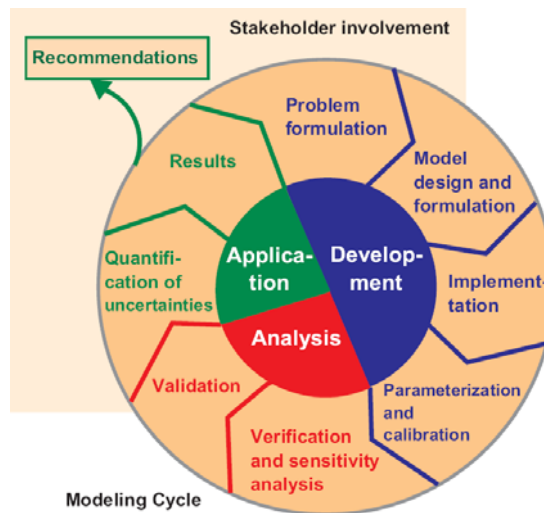 Stakeholder involvement
Recommendations
Problem
formulation
Model
design and
formulation
Implement-
tation
Parameterization
and
calibration
Verification
and sensitivity
analysis
Validation
Quantifi-
cation of
uncertainties
Results
Applica-
tion
Develop-
ment
Analysis
Modeling Cycle